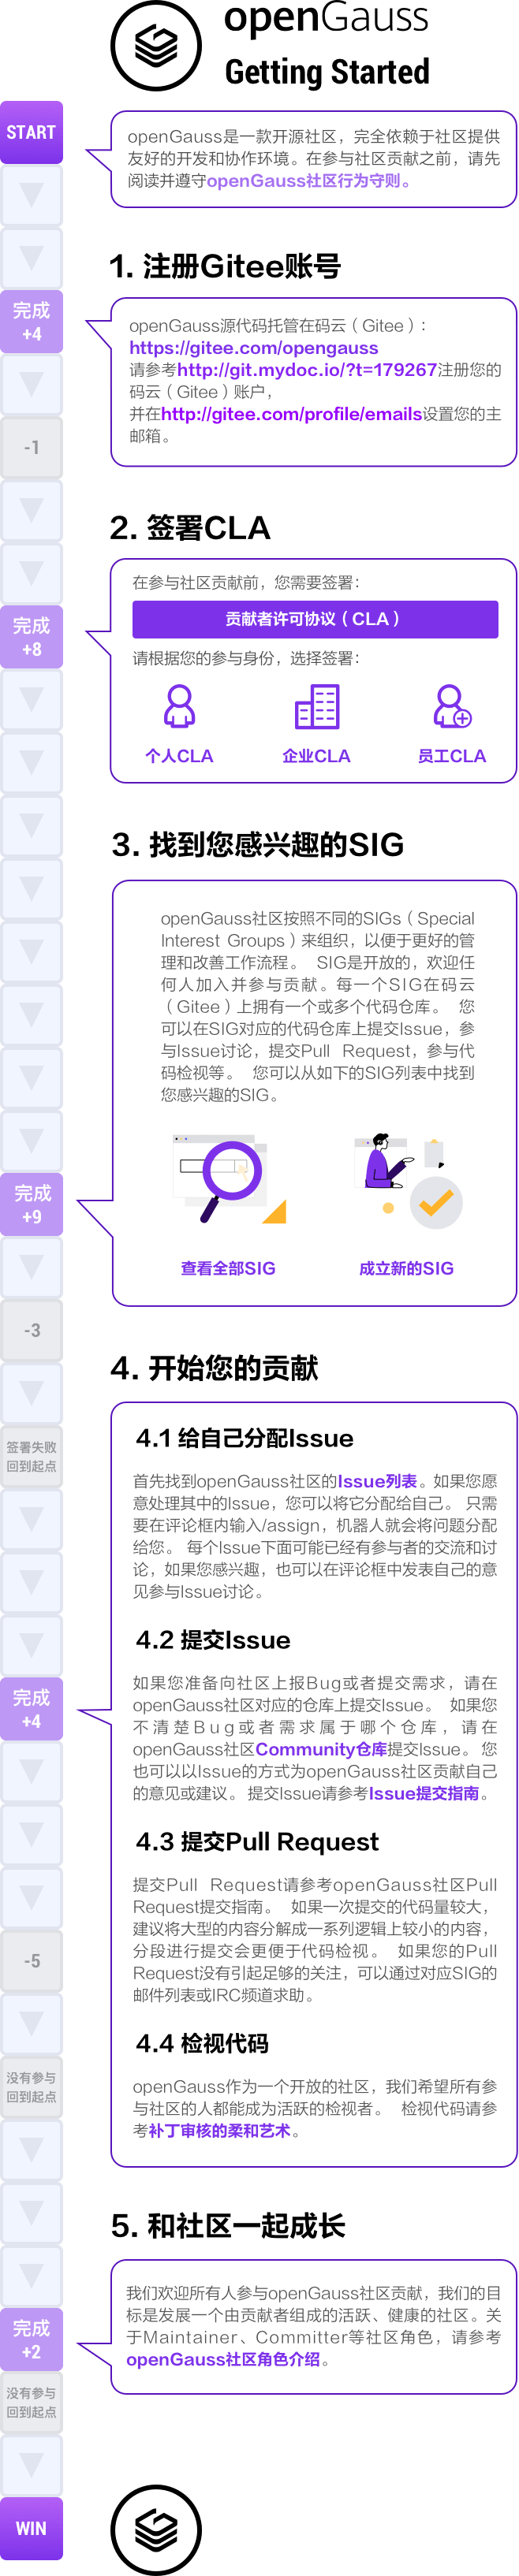 openGauss
Getting Started
START
openGauss是一款开源社区，完全依赖于社区提供
友好的开发和协作环境。在参与社区贡献之前，请先
阅读并遵守openGauss社区行为守则。
1. 注册Gitee账号
完成
+4
openGauss源代码托管在码云（Gitee）:
https://gitee.com/opengauss
请参考http://git.mydoc.io/?t=179267注册您的
码云（Gitee）账户，
并在http://gitee.com/profile/emails设置您的主
邮箱。
-1
2. 签署CLA
在参与社区贡献前，您需要签署：
贡献者许可协议（CLA）
完成
+8
请根据您的参与身份，选择签署：
个人CLA 企业CLA 员工CLA
3. 找到您感兴趣的SIG
openGauss社区按照不同的SIGs（Special
Interest Groups）来组织，以便于更好的管
理和改善工作流程。 SIG是开放的，欢迎任
何人加入并参与贡献。每一个SIG在码云
（Gitee）上拥有一个或多个代码仓库。 您
可以在SIG对应的代码仓库上提交Issue，参
与Issue讨论，提交Pull Request，参与代
码检视等。 您可以从如下的SIG列表中找到
您感兴趣的SIG。
完成
+9
查看全部SIG 成立新的SIG
-3
4. 开始您的贡献
4.1 给自己分配Issue
签署失败
回到起点
首先找到openGauss社区的Issue列表。如果您愿
意处理其中的Issue，您可以将它分配给自己。 只需
要在评论框内输入/assign，机器人就会将问题分配
给您。 每个Issue下面可能已经有参与者的交流和讨
论，如果您感兴趣，也可以在评论框中发表自己的意
见参与Issue讨论。
4.2 提交Issue
完成
+4
如果您准备向社区上报Bug或者提交需求，请在
openGauss社区对应的仓库上提交Issue。 如果您
不清楚Bug或者需求属于哪个仓库，请在
openGauss社区Community仓库提交Issue。 您
也可以以Issue的方式为openGauss社区贡献自己
的意见或建议。 提交Issue请参考Issue提交指南。
4.3 提交Pull Request
提交Pull Request请参考openGauss社区Pull
Request提交指南。 如果一次提交的代码量较大，
建议将大型的内容分解成一系列逻辑上较小的内容，
分段进行提交会更便于代码检视。 如果您的Pull
Request没有引起足够的关注，可以通过对应SIG的
邮件列表或IRC频道求助。
-5
4.4 检视代码
没有参与
回到起点
openGauss作为一个开放的社区，我们希望所有参
与社区的人都能成为活跃的检视者。 检视代码请参
考补丁审核的柔和艺术。
5. 和社区一起成长
完成
+2
我们欢迎所有人参与openGauss社区贡献，我们的目
标是发展一个由贡献者组成的活跃、健康的社区。关
于Maintainer、Committer等社区角色，请参考
openGauss社区角色介绍。
没有参与
回到起点
WIN